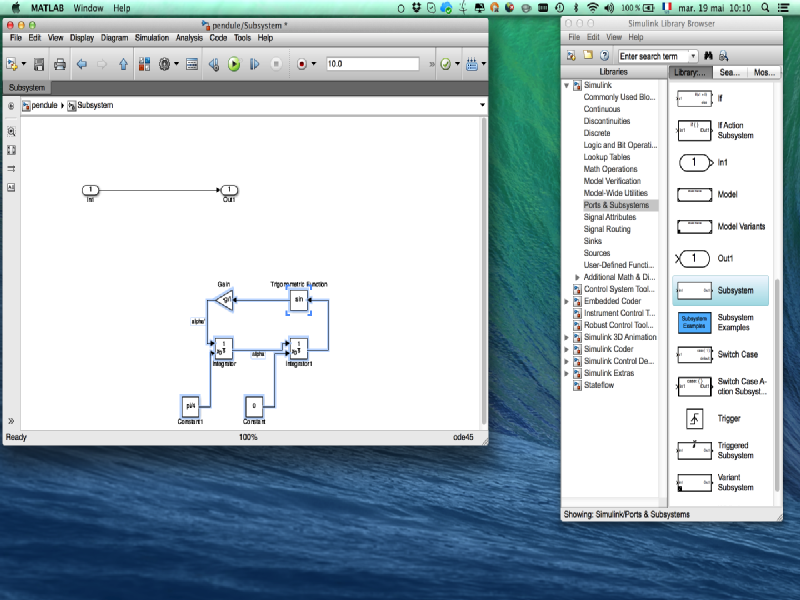 MATLAB Window Help
100 % mar. 19 mai 10:10
pendule/Subsystem *
File Edit View Display Diagram Simulation Analysis Code Tools Help
10.0
Subsystem
pendule Subsystem
1
In1
1
Out1
Gain
Trigonometric Function
-g/l
sin
alpha'
1
Integrator
alpha
1
Integrator1
pi/4
Constant1
0
Constant
Ready
100%
ode45
Simulink Library Browser
File Edit View Help
Enter search term
Libraries
Library:... Sea... Mos...
Simulink
Commonly Used Blo...
Continuous
Discontinuities
Discrete
Logic and Bit Operati...
Lookup Tables
Math Operations
Model Verification
Model-Wide Utilities
Ports & Subsystems
Signal Attributes
Signal Routing
Sinks
Sources
User-Defined Functi...
Additional Math & Di...
Control System Tool...
Embedded Coder
Instrument Control T...
Robust Control Tool...
Simulink 3D Animation
Simulink Coder
Simulink Control De...
Simulink Extras
Stateflow
If
If Action
Subsystem
1
In1
Model
Model Variants
1
Out1
Subsystem
Subsystem
Examples
Subsystem
Examples
Switch Case
Switch Case A-
ction Subsyst...
Trigger
Triggered
Subsystem
Variant
Subsystem
Showing: Simulink/Ports & Subsystems